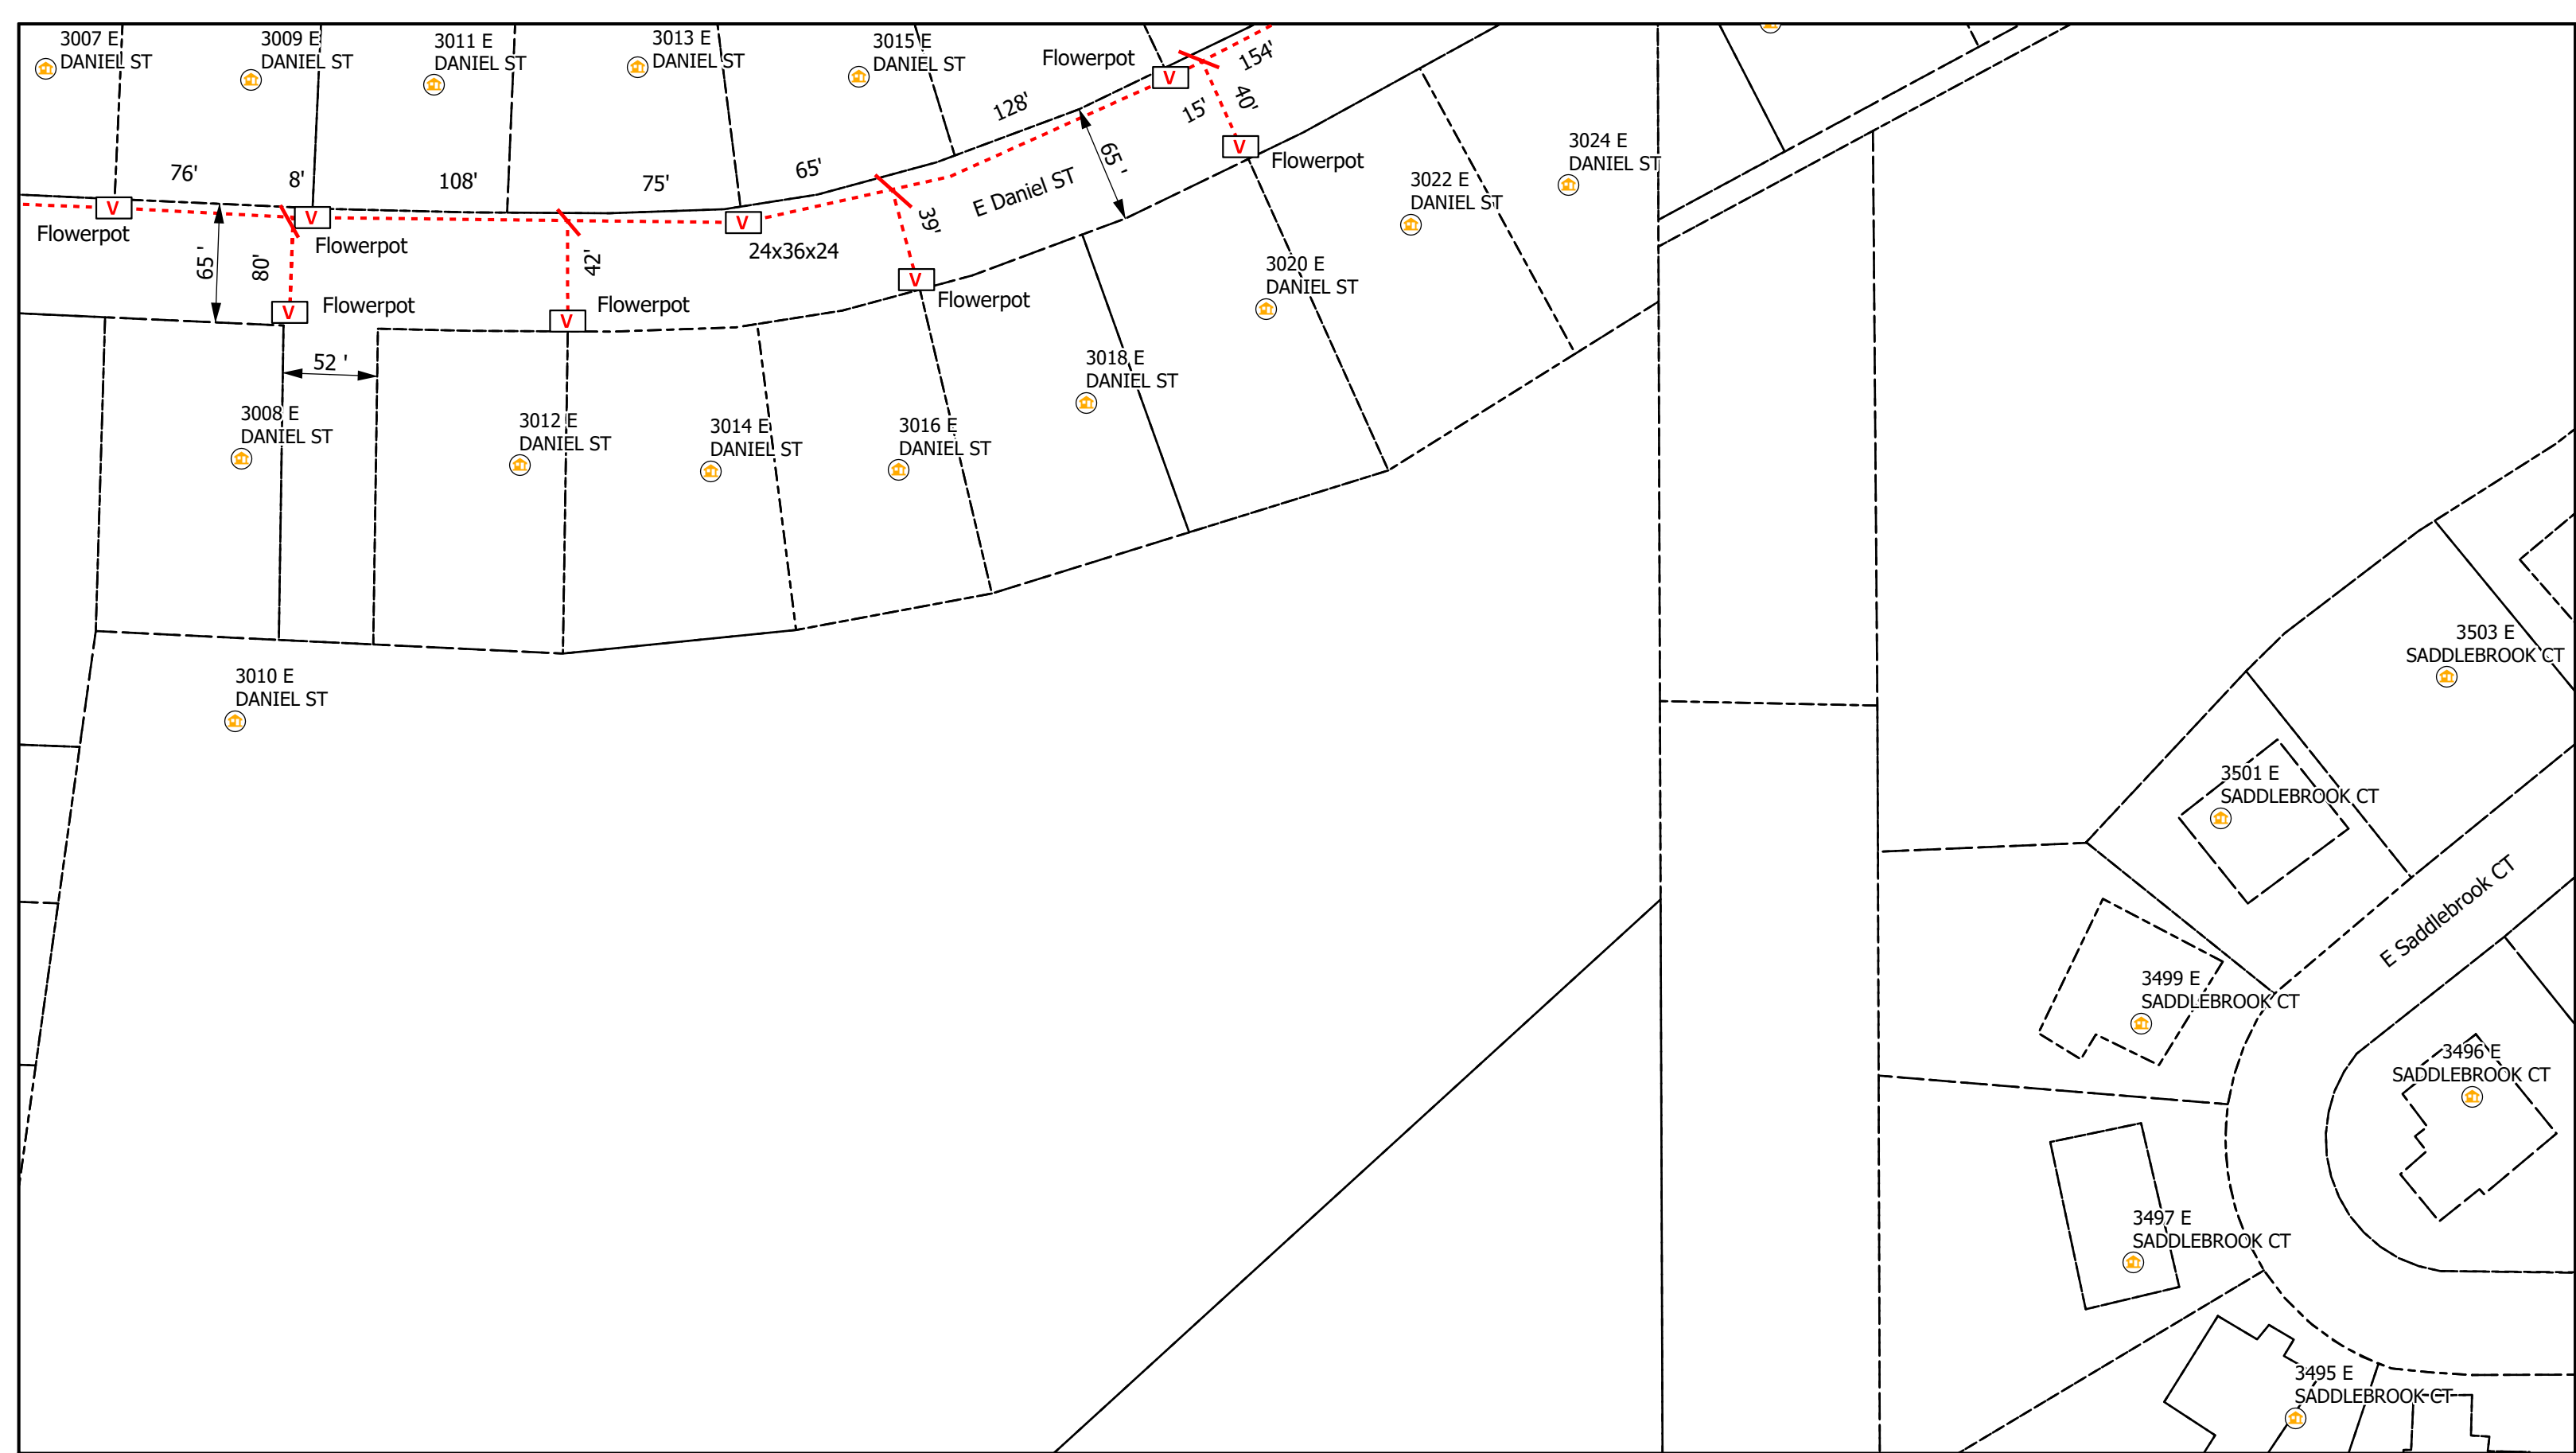 3007 E
DANIEL ST
3009 E
DANIEL ST
3011 E
DANIEL ST
3013 E
DANIEL ST
3015 E
DANIEL ST
Flowerpot
V
154'
128'
15'
40'
V
Flowerpot
65 '
E Daniel ST
3024 E
DANIEL ST
3022 E
DANIEL ST
76'
8'
108'
75'
65'
V
V
V
Flowerpot
Flowerpot
24x36x24
39'
65 '
80'
42'
V
Flowerpot
V
Flowerpot
V
Flowerpot
3020 E
DANIEL ST
52 '
3018 E
DANIEL ST
3008 E
DANIEL ST
3012 E
DANIEL ST
3014 E
DANIEL ST
3016 E
DANIEL ST
3010 E
DANIEL ST
3503 E
SADDLEBROOK CT
3501 E
SADDLEBROOK CT
E Saddlebrook CT
3499 E
SADDLEBROOK CT
3496 E
SADDLEBROOK CT
3497 E
SADDLEBROOK CT
3495 E
SADDLEBROOK CT